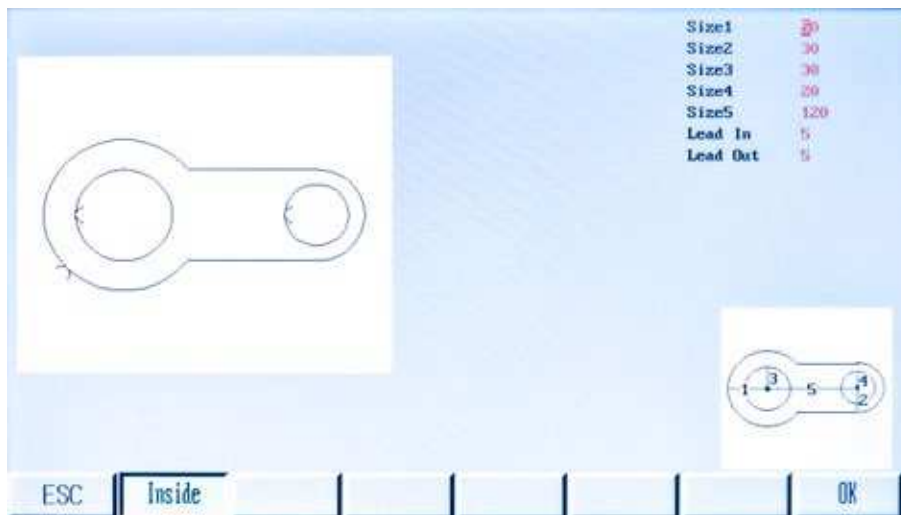 Size1
Size2 30
Size3 30
Size4 20
Size5 120
Lead In 5
Lead Out 5
1 3 5 4
2
ESC Inside OK